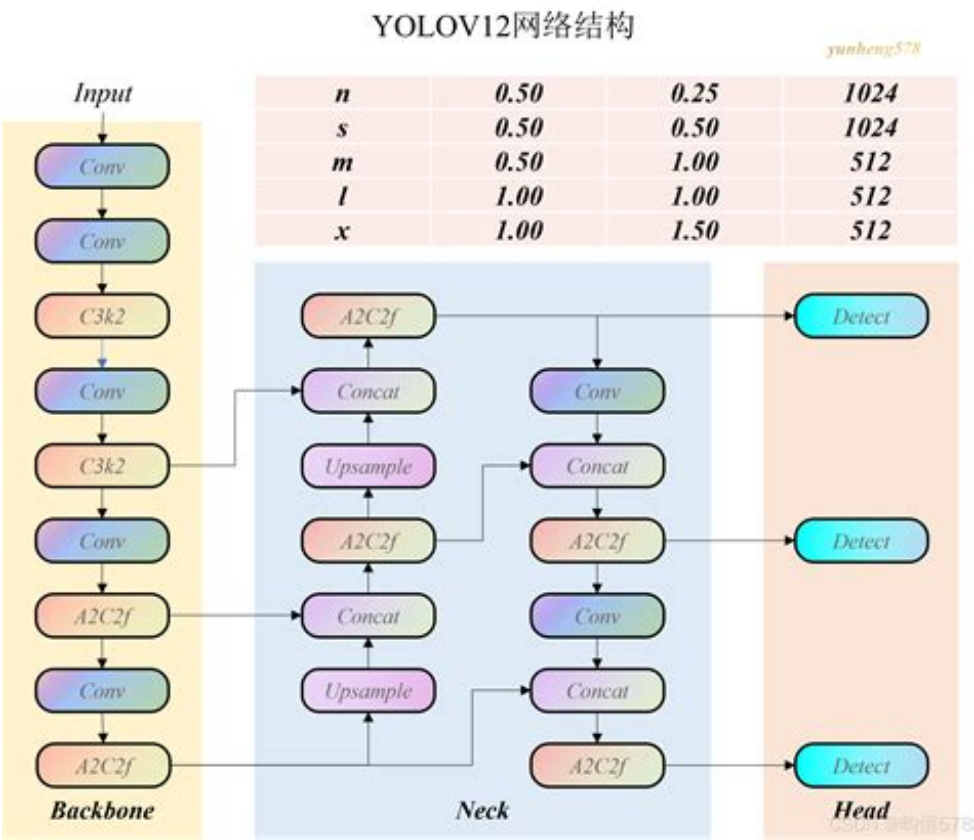 YOLOV12网络结构
yunheng578
Input
n 0.50 0.25 1024
s 0.50 0.50 1024
m 0.50 1.00 512
l 1.00 1.00 512
x 1.00 1.50 512
Conv
Conv
C3k2
Conv
C3k2
Conv
A2C2f
Conv
A2C2f
Backbone
A2C2f
Concat
Upsample
A2C2f
Concat
Upsample
Conv
Concat
A2C2f
Conv
Concat
A2C2f
Neck
Detect
Detect
Detect
Head